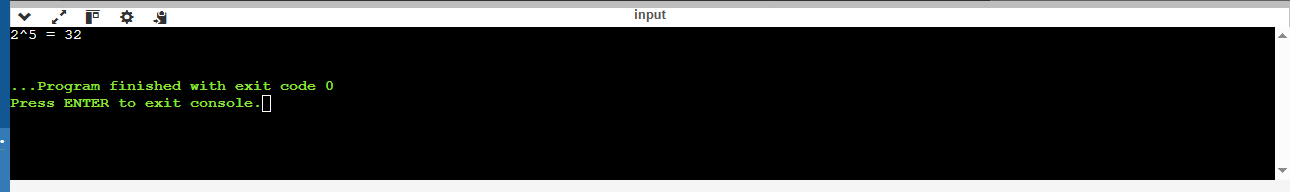 input
2^5 = 32
...Program finished with exit code 0
Press ENTER to exit console.